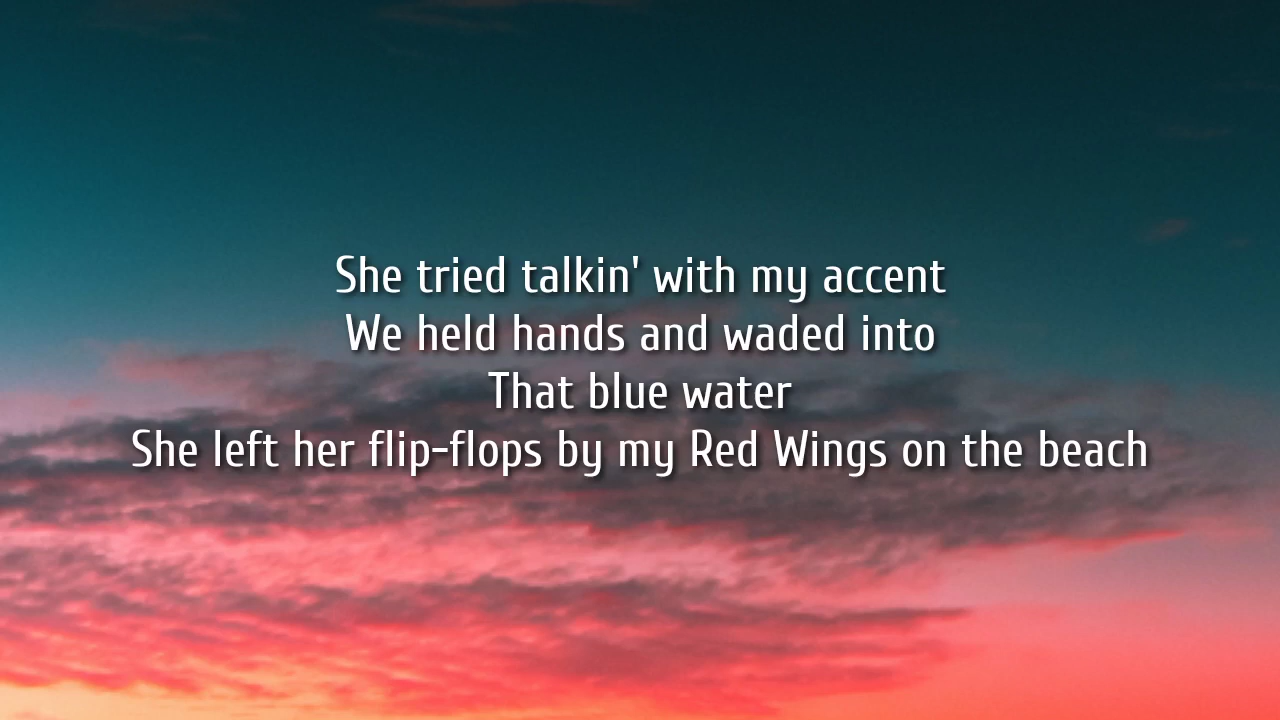 She tried talkin' with my accent
We held hands and waded into
That blue water
She left her flip-flops by my Red Wings on the beach